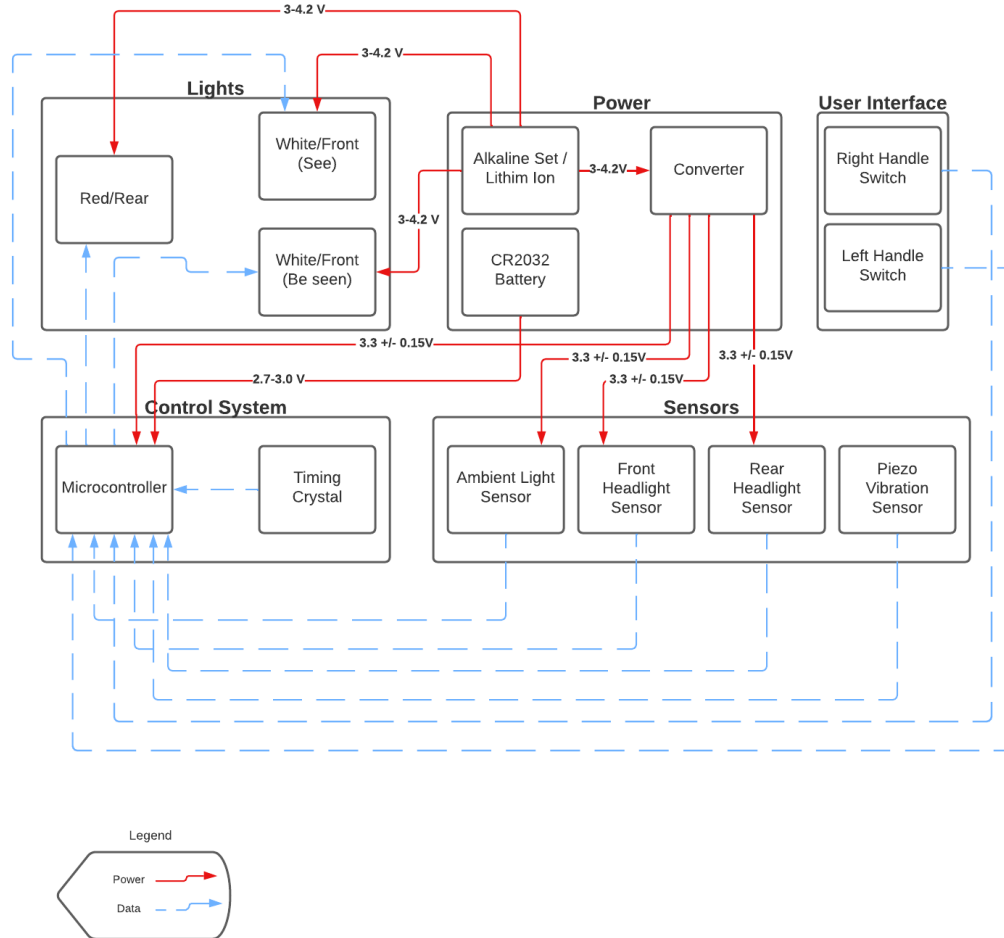 3-4.2 V
3-4.2 V
Lights
Power
User Interface
White/Front
(See)
Alkaline Set /
Lithim Ion
3-4.2V
Converter
Right Handle
Switch
Red/Rear
3-4.2 V
White/Front
(Be seen)
CR2032
Battery
Left Handle
Switch
3.3 +/- 0.15V
3.3 +/- 0.15V
3.3 +/- 0.15V
2.7-3.0 V
3.3 +/- 0.15V
Control System
Sensors
Microcontroller
Timing
Crystal
Ambient Light
Sensor
Front
Headlight
Sensor
Rear
Headlight
Sensor
Piezo
Vibration
Sensor
Legend
Power
Data